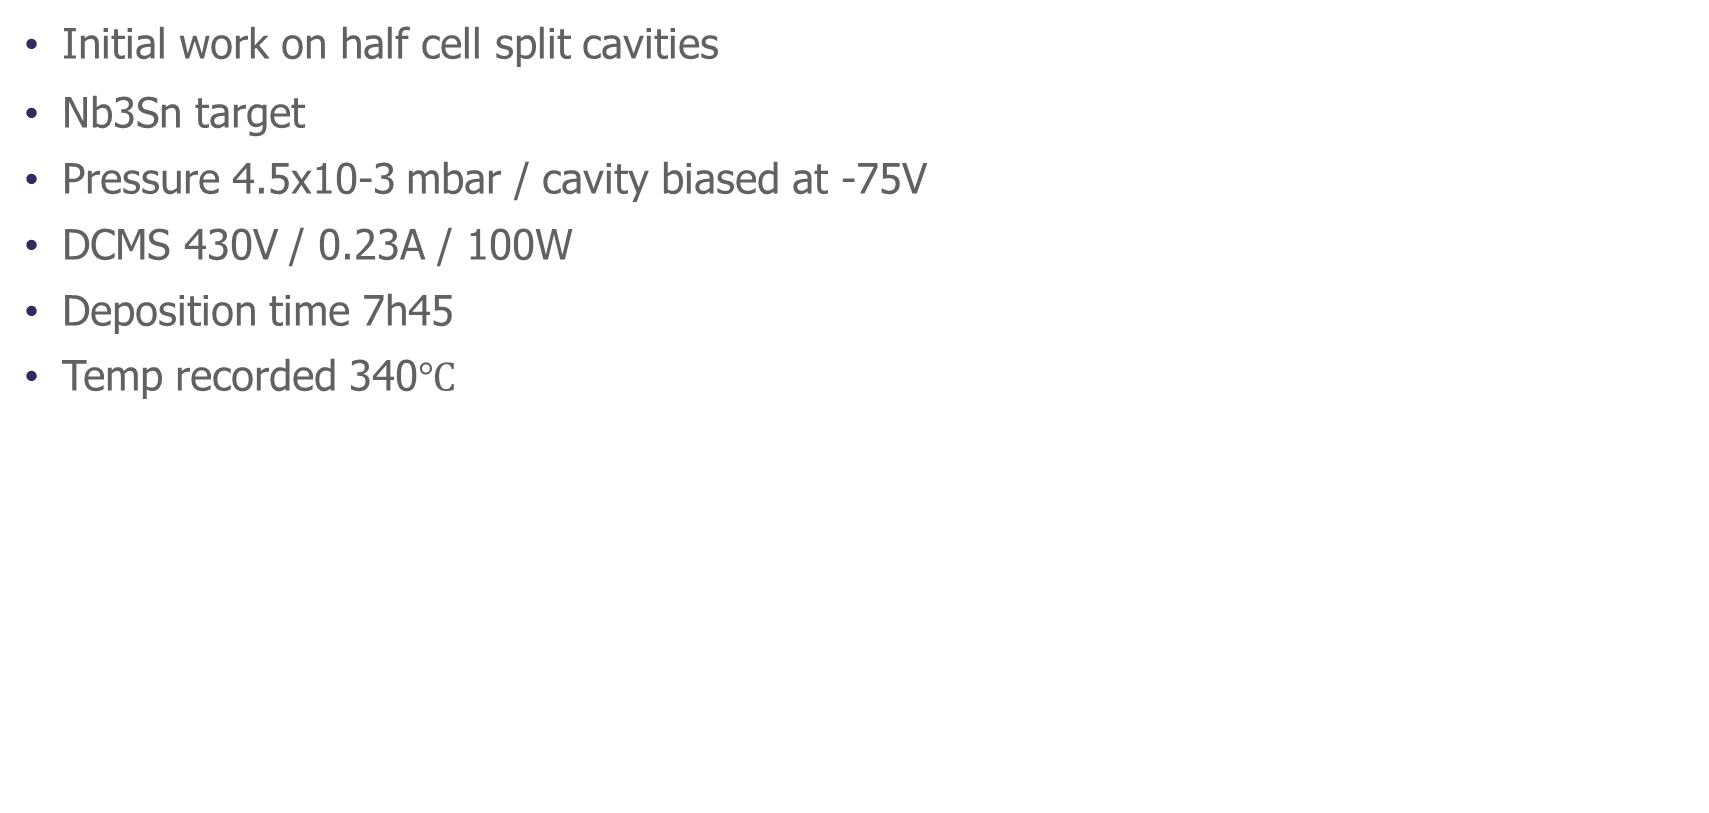 • Initial work on half cell split cavities
• Nb3Sn target
• Pressure 4.5x10-3 mbar / cavity biased at -75V
• DCMS 430V / 0.23A / 100W
• Deposition time 7h45
• Temp recorded 340℃